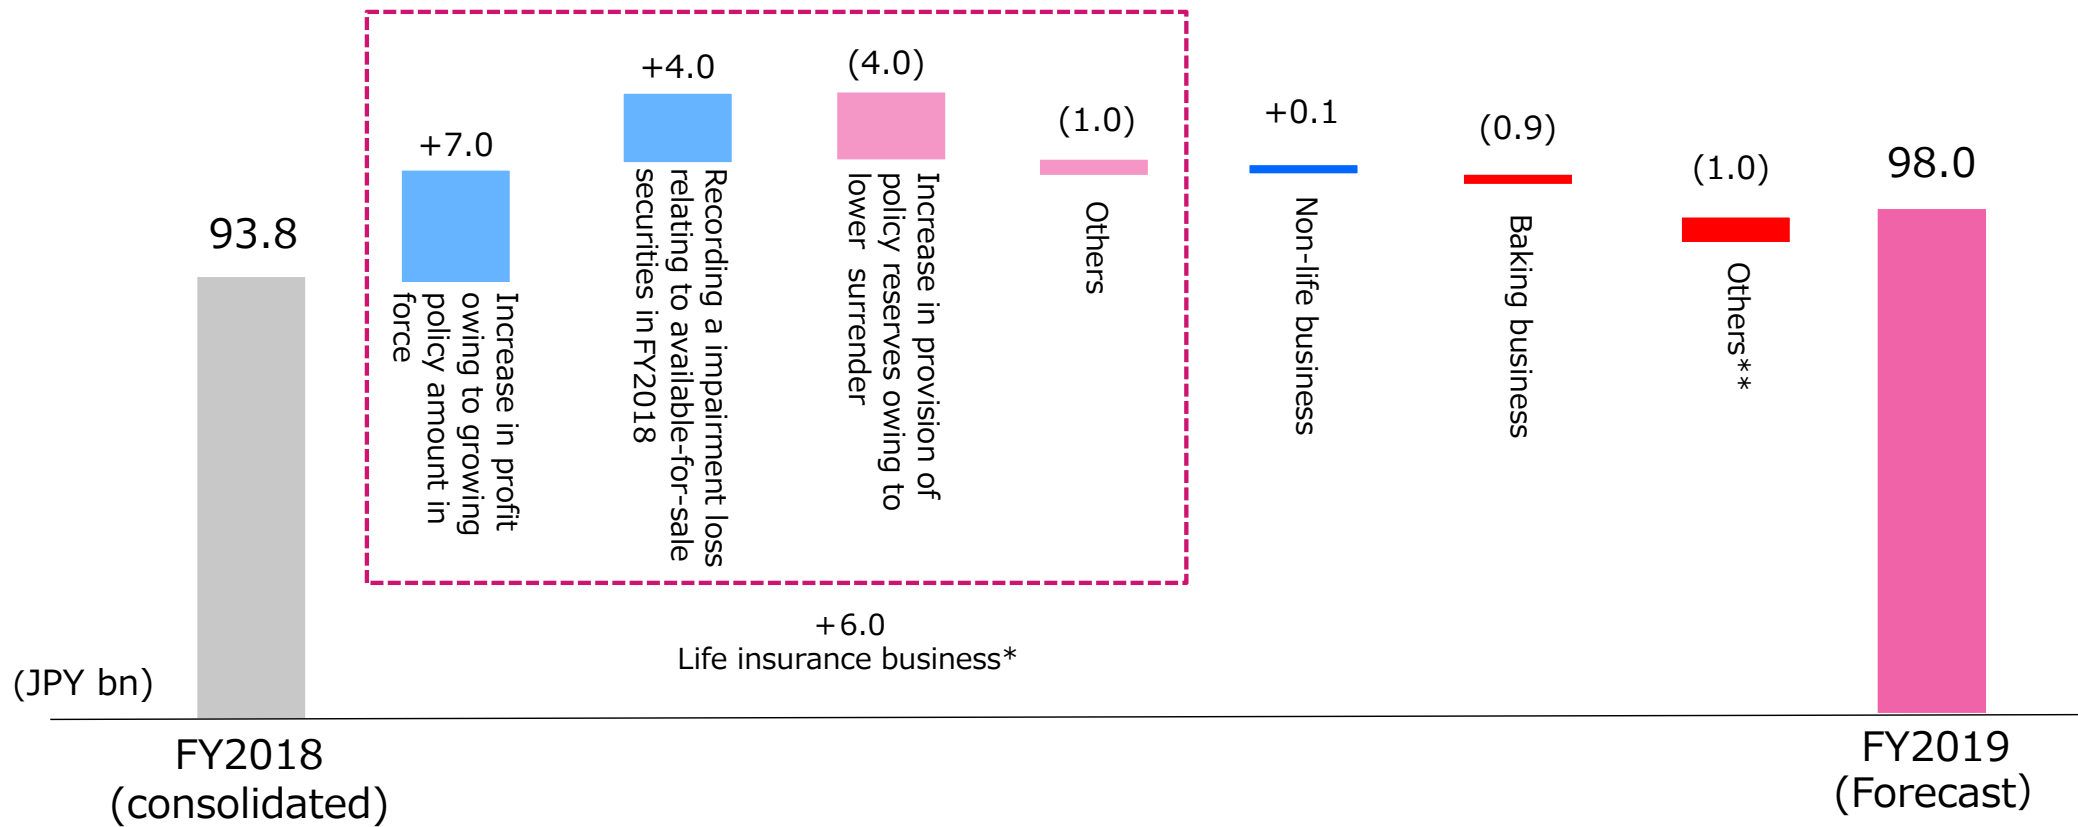 93.8
+7.0
Increase in profit
owing to growing
policy amount in
force
+4.0
Recording a impairment loss
relating to available-for-sale
securities in FY2018
(4.0)
Increase in provision of
policy reserves owing to
lower surrender
(1.0)
Others
+0.1
Non-life business
(0.9)
Baking business
(1.0)
Others**
98.0
+6.0
Life insurance business*
(JPY bn)
FY2018
(consolidated)
FY2019
(Forecast)